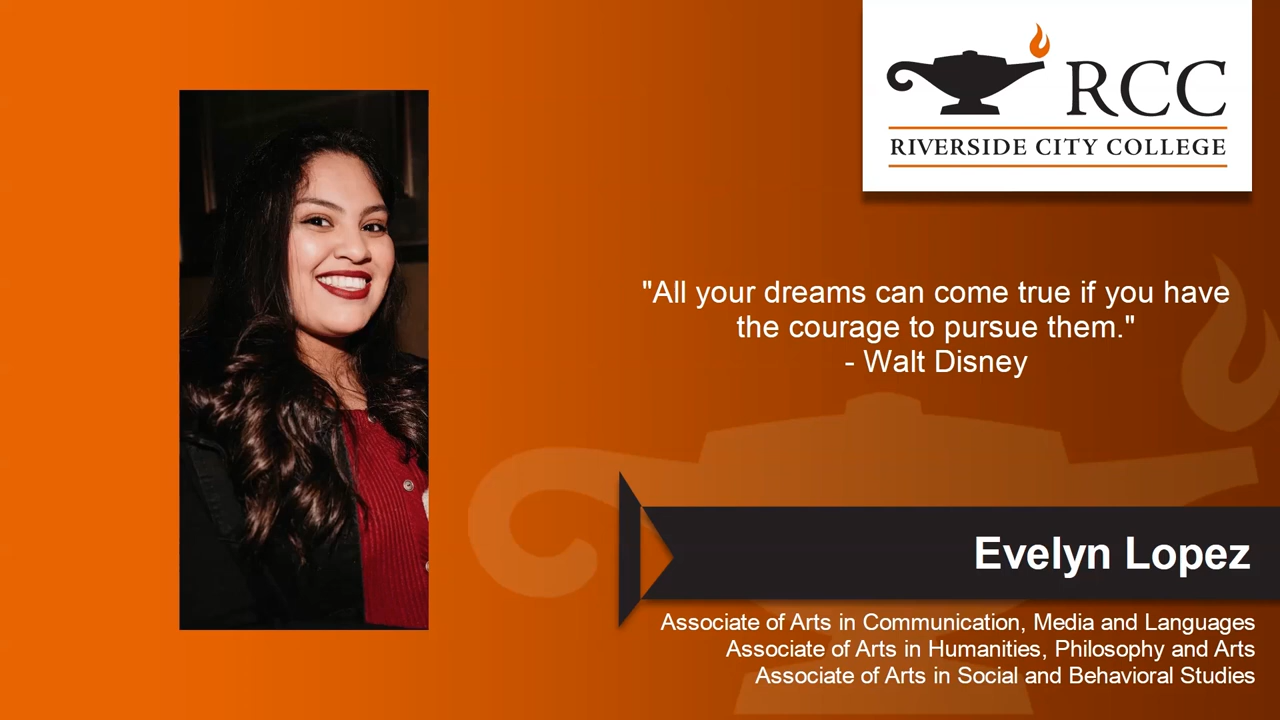 RCC
RIVERSIDE CITY COLLEGE
"All your dreams can come true if you have
the courage to pursue them."
- Walt Disney
Evelyn Lopez
Associate of Arts in Communication, Media and Languages
Associate of Arts in Humanities, Philosophy and Arts
Associate of Arts in Social and Behavioral Studies